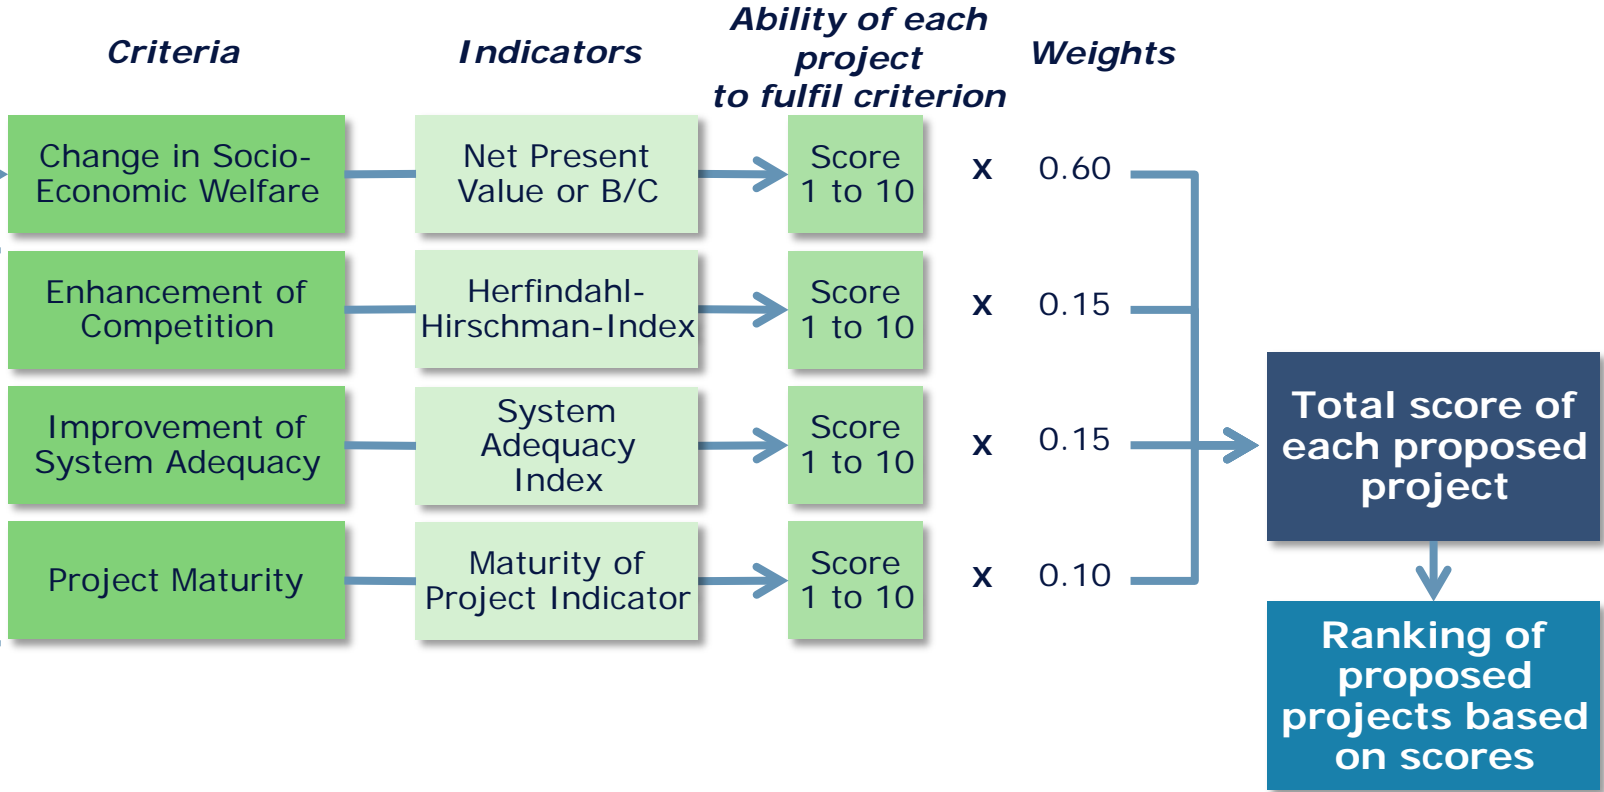 Criteria
Indicators
Ability of each
project
to fulfil criterion
Weights
Change in Socio-
Economic Welfare
Net Present
Value or B/C
Score
1 to 10
x
0.60
Enhancement of
Competition
Herfindahl-
Hirschman-Index
Score
1 to 10
x
0.15
Improvement of
System Adequacy
System
Adequacy
Index
Score
1 to 10
x
0.15
Project Maturity
Maturity of
Project Indicator
Score
1 to 10
x
0.10
Total score of
each proposed
project
Ranking of
proposed
projects based
on scores